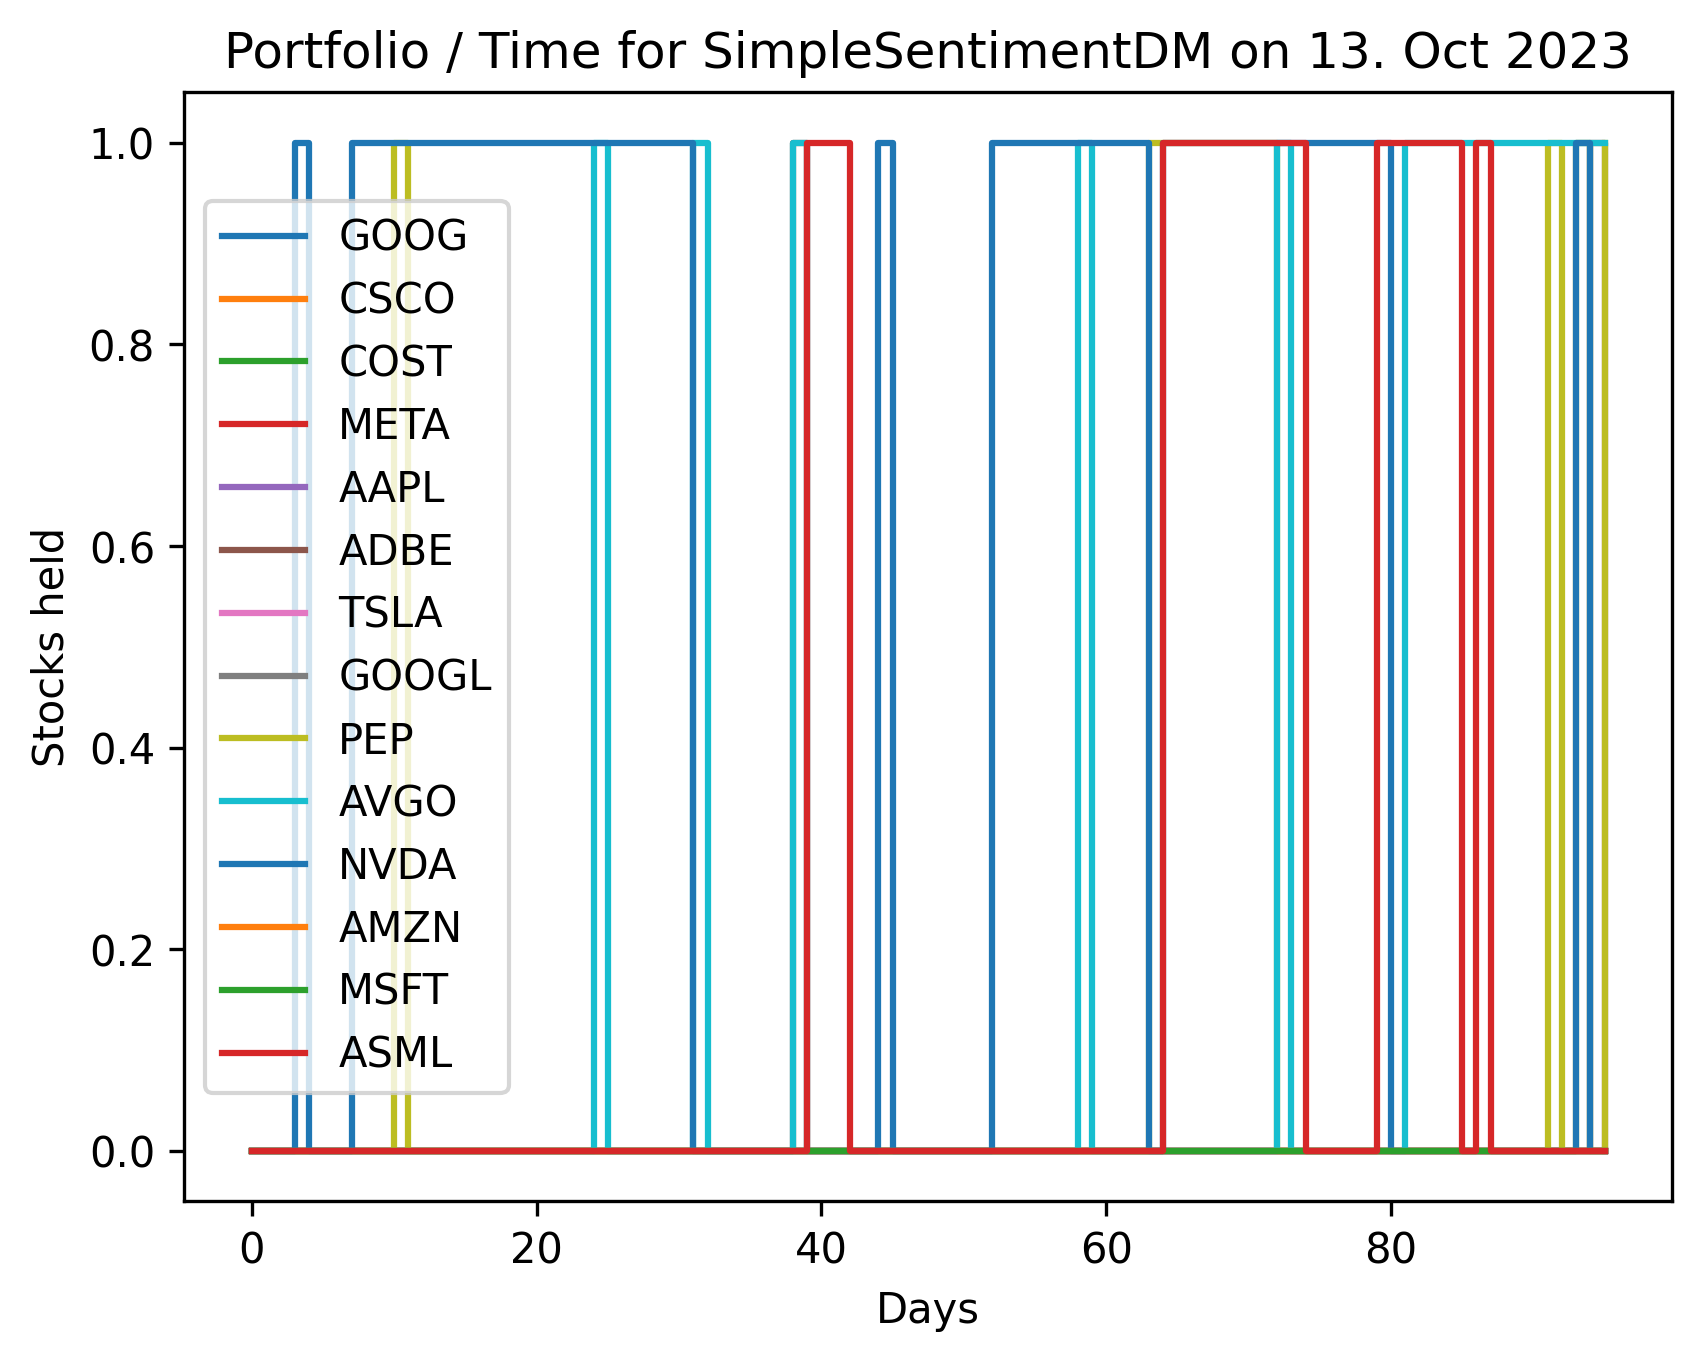 Portfolio / Time for SimpleSentimentDM on 13. Oct 2023
1.0
0.8
0.6
0.4
0.2
0.0
Stocks held
GOOG
CSCO
COST
META
AAPL
ADBE
TSLA
GOOGL
PEP
AVGO
NVDA
AMZN
MSFT
ASML
0 20 40 60 80
Days